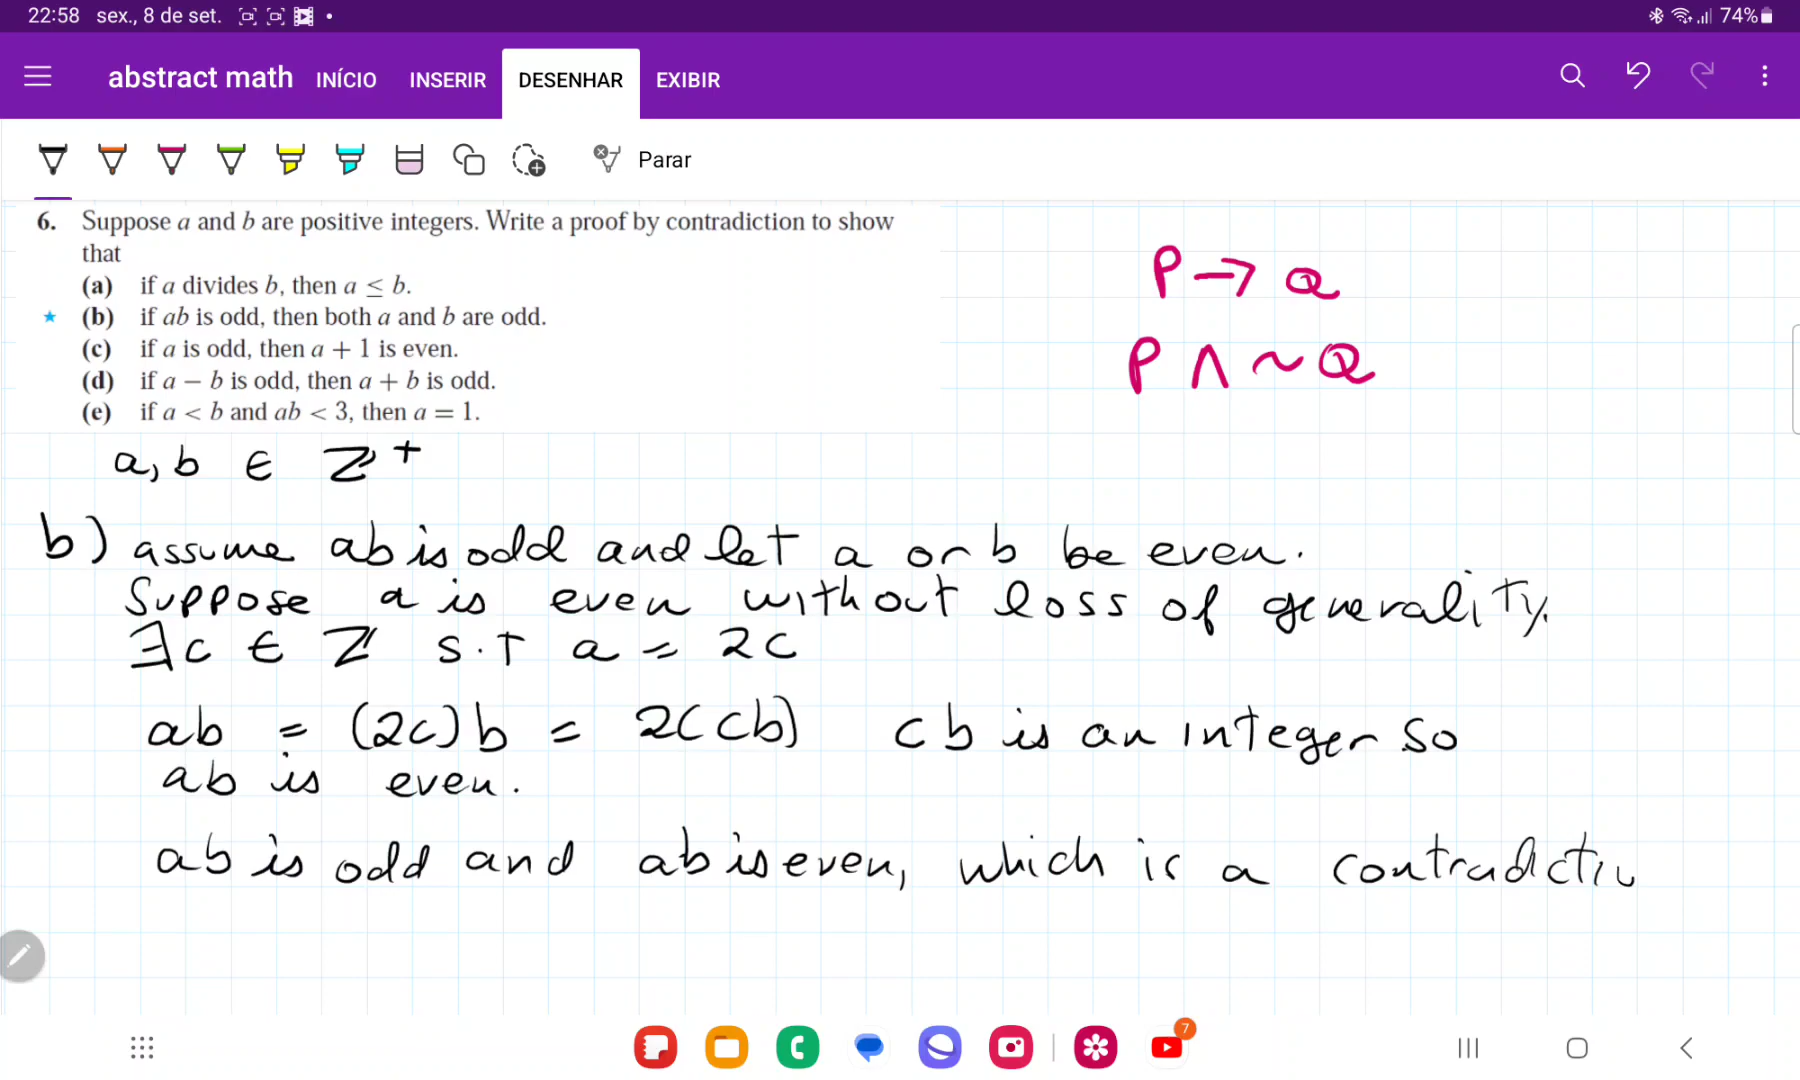 22:58 sex., 8 de set. 74%
abstract math INÍCIO INSERIR DESENHAR EXIBIR
Parar
6. Suppose a and b are positive integers. Write a proof by contradiction to show
that
(a) if a divides b, then a ≤ b.
★ (b) if ab is odd, then both a and b are odd.
(c) if a is odd, then a + 1 is even.
(d) if a − b is odd, then a + b is odd.
(e) if a < b and ab < 3, then a = 1.
P → Q
P ∧ ~ Q
a, b ∈ Z⁺
b) assume ab is odd and let a or b be even.
Suppose a is even without loss of generality.
∃c ∈ Z s.t a = 2c
ab = (2c)b = 2(cb) cb is an integer so
ab is even.
ab is odd and ab is even, which is a contradictiu
7